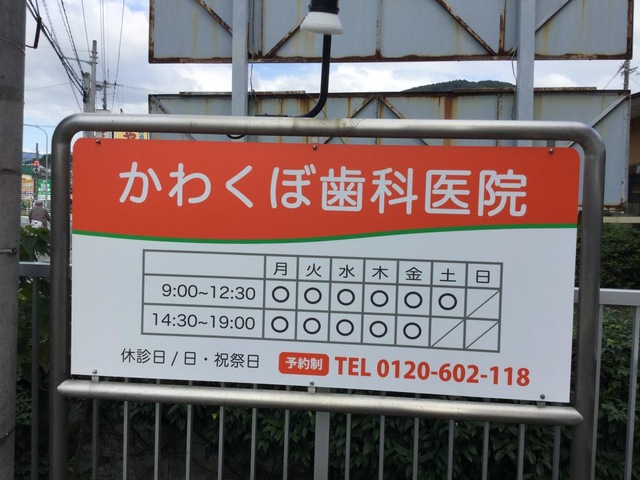 かわくぼ歯科医院
月 火 水 木 金 土 日
9:00~12:30 ○ ○ ○ ○ ○ ○ ／
14:30~19:00 ○ ○ ○ ○ ○ ／ ／
休診日/日・祝祭日 予約制 TEL 0120-602-118